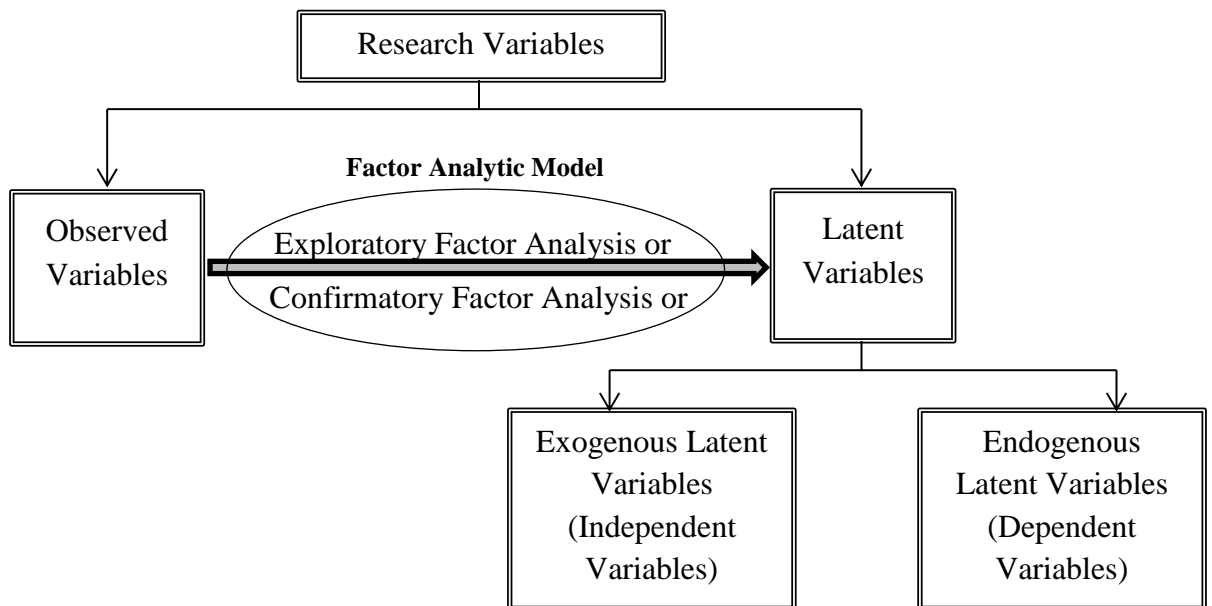 Research Variables
Factor Analytic Model
Observed
Variables
Exploratory Factor Analysis or
Confirmatory Factor Analysis or
Latent
Variables
Exogenous Latent
Variables
(Independent
Variables)
Endogenous
Latent Variables
(Dependent
Variables)